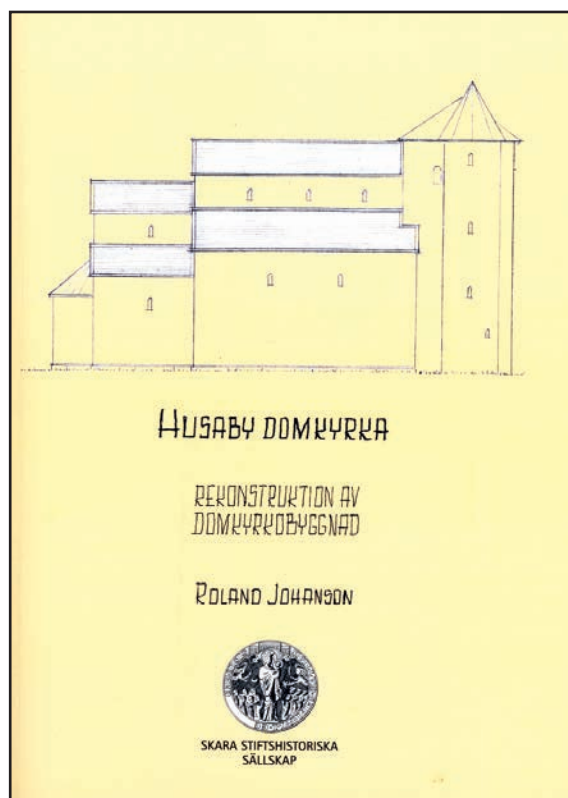 HUSABY DOMKYRKA
REKONSTRUKTION AV
DOMKYRKOBYGGNAD
ROLAND JOHANSON
SKARA STIFTSHISTORISKA
SÄLLSKAP